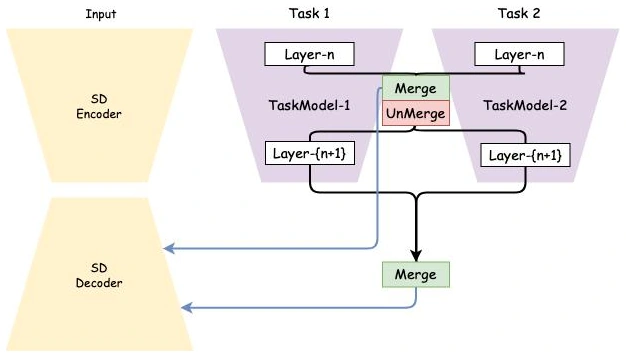 Input
Task 1
Task 2
Layer-n
Layer-n
SD
Encoder
TaskModel-1
Merge
UnMerge
TaskModel-2
Layer-{n+1}
Layer-{n+1}
SD
Decoder
Merge